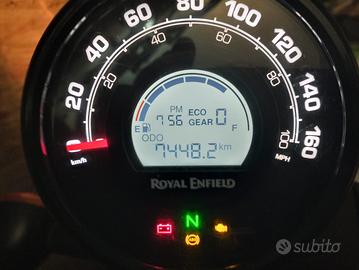 20 40 60 80 100 120 140 160
20 40 60 80 100
km/h
MPH
PM
7:56 ECO
GEAR 0
E F
ODO
7448.2 km
ROYAL ENFIELD
N
ABS
subito